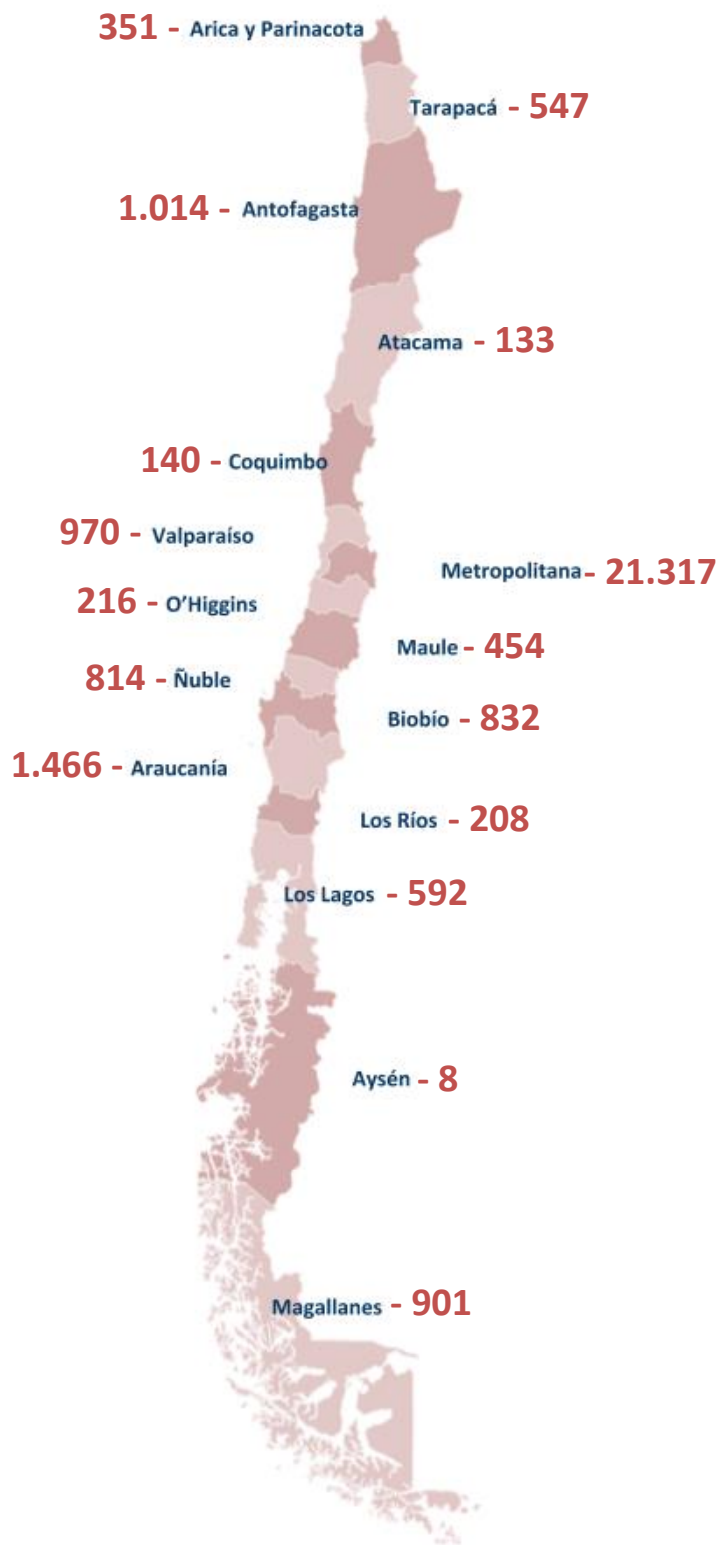 351 - Arica y Parinacota
Tarapacá - 547
1.014 - Antofagasta
Atacama - 133
140 - Coquimbo
970 - Valparaíso
Metropolitana - 21.317
216 - O'Higgins
Maule - 454
814 - Ñuble
Biobío - 832
1.466 - Araucanía
Los Ríos - 208
Los Lagos - 592
Aysén - 8
Magallanes - 901